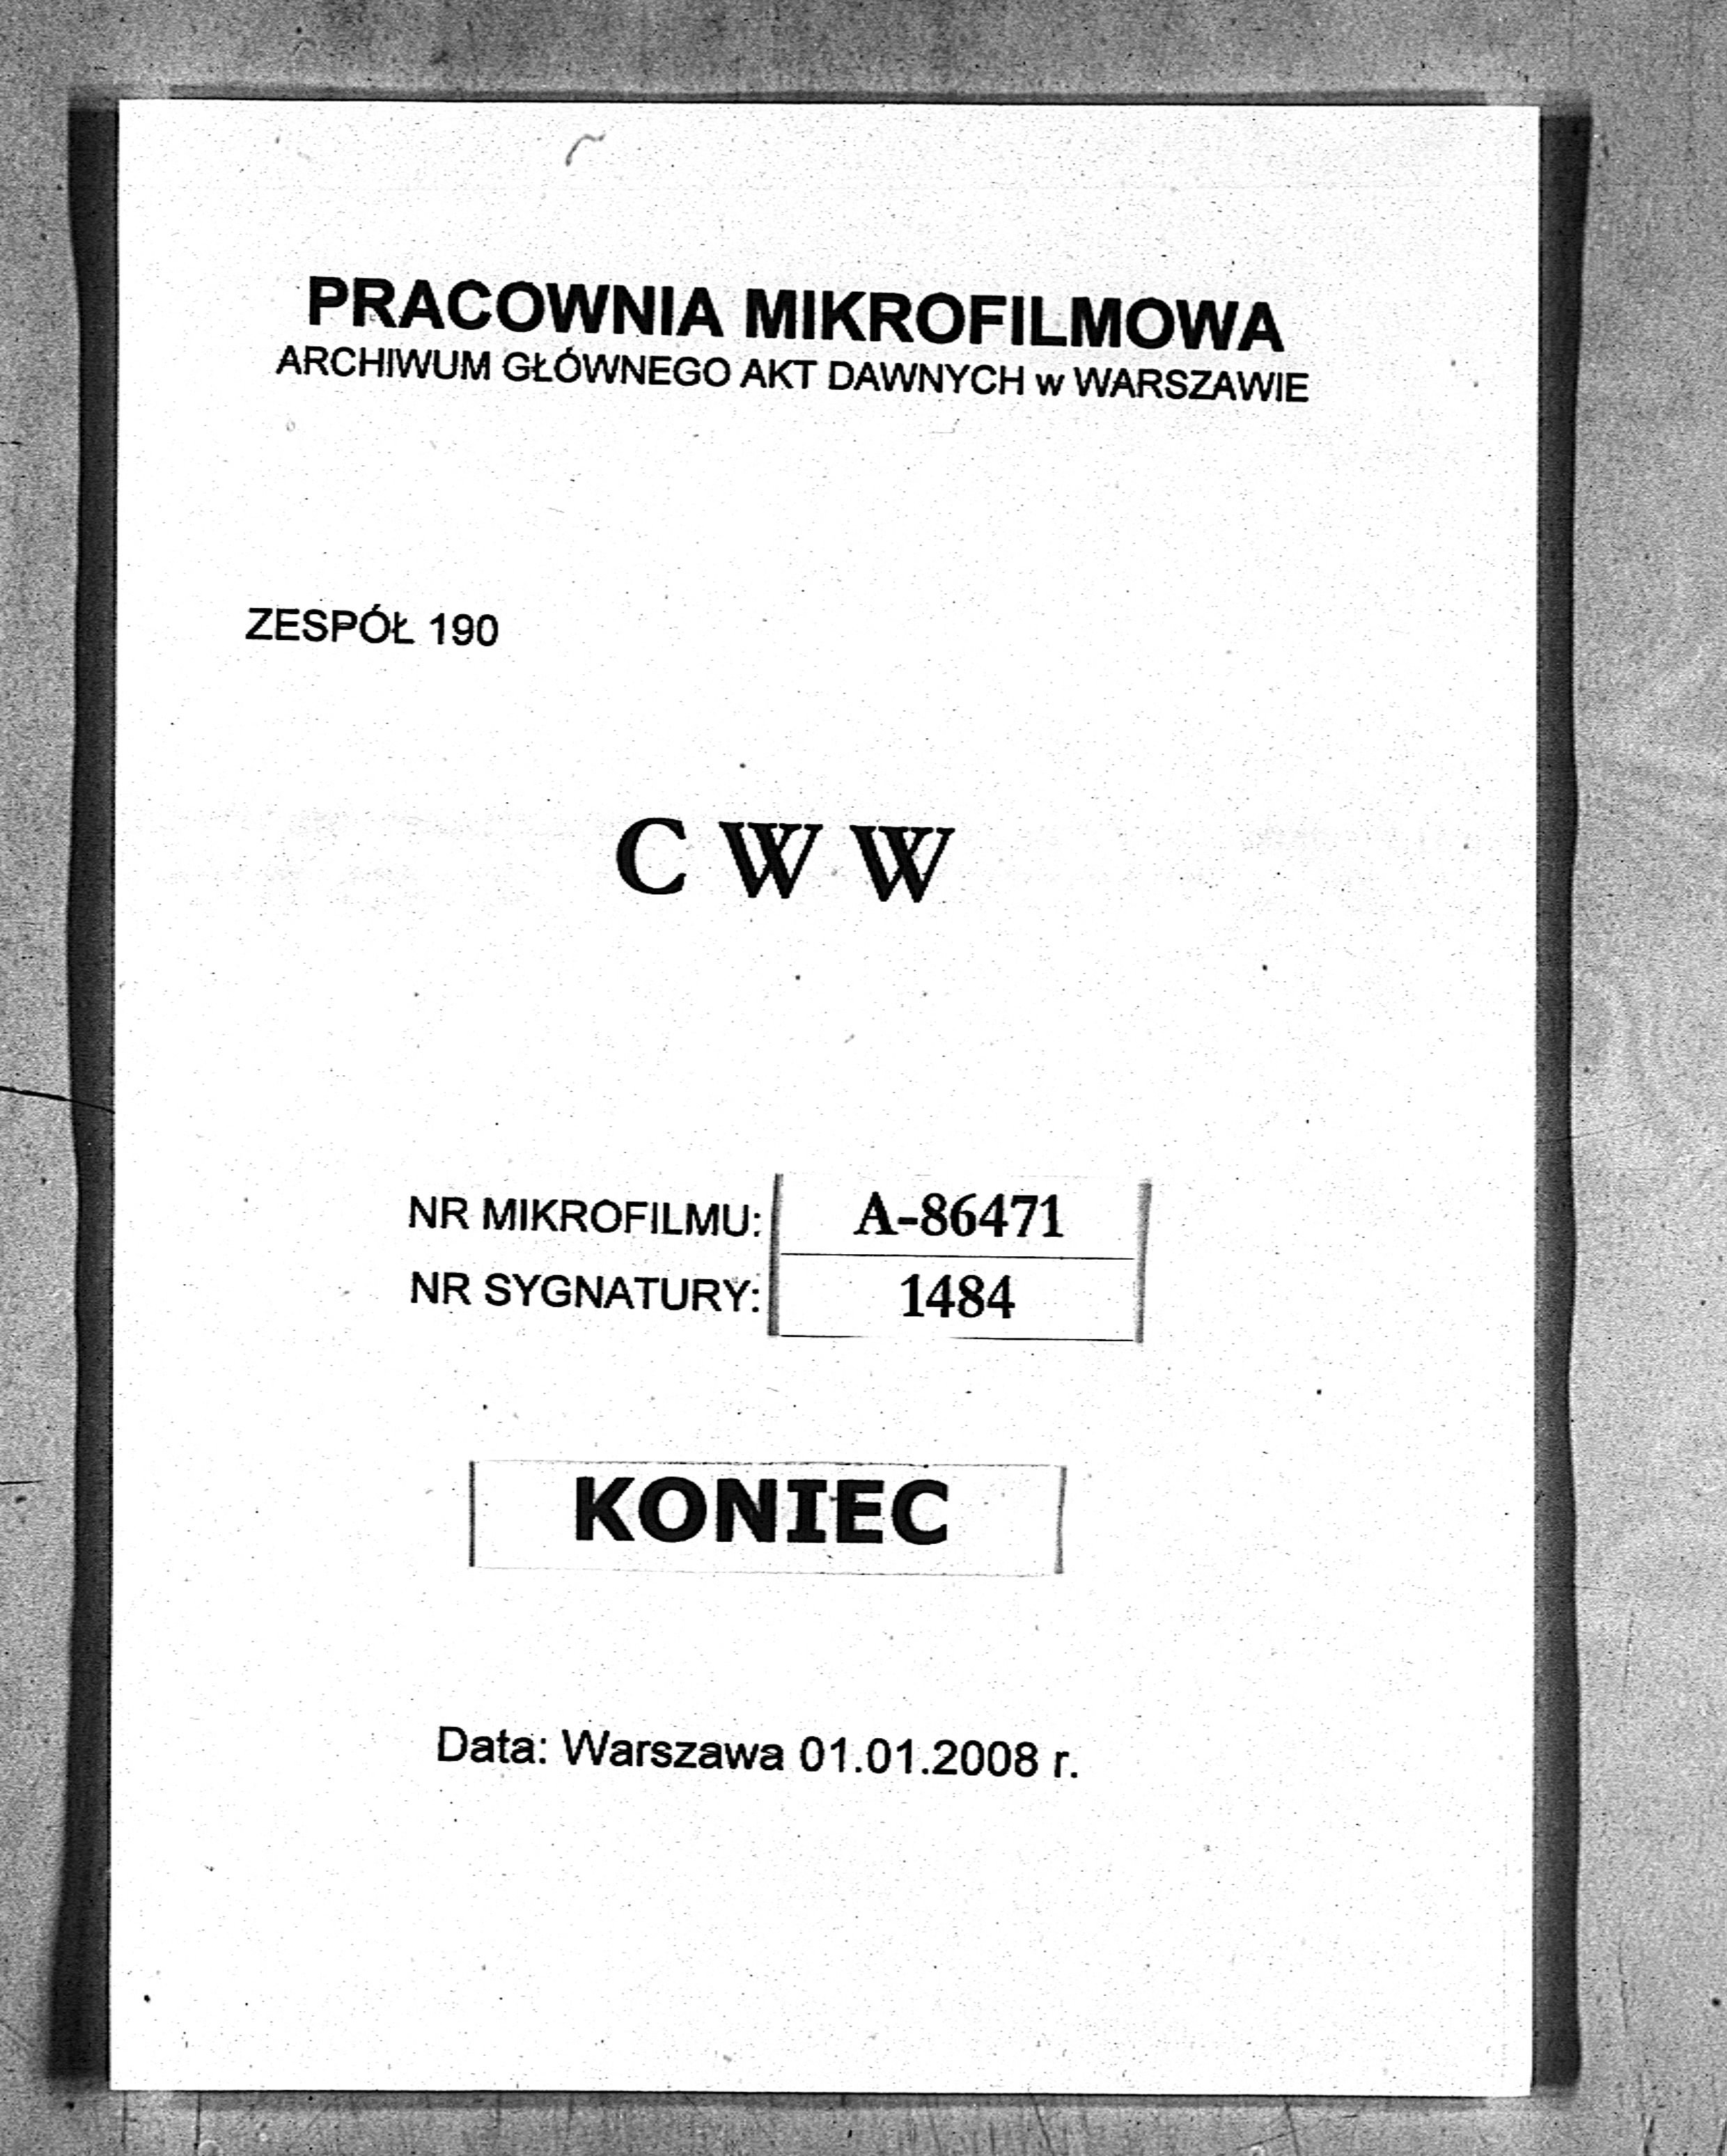 PRACOWNIA MIKROFILMOWA
ARCHIWUM GŁÓWNEGO AKT DAWNYCH w WARSZAWIE
ZESPÓŁ 190
C W W
NR MIKROFILMU: A-86471
NR SYGNATURY: 1484
KONIEC
Data: Warszawa 01.01.2008 r.